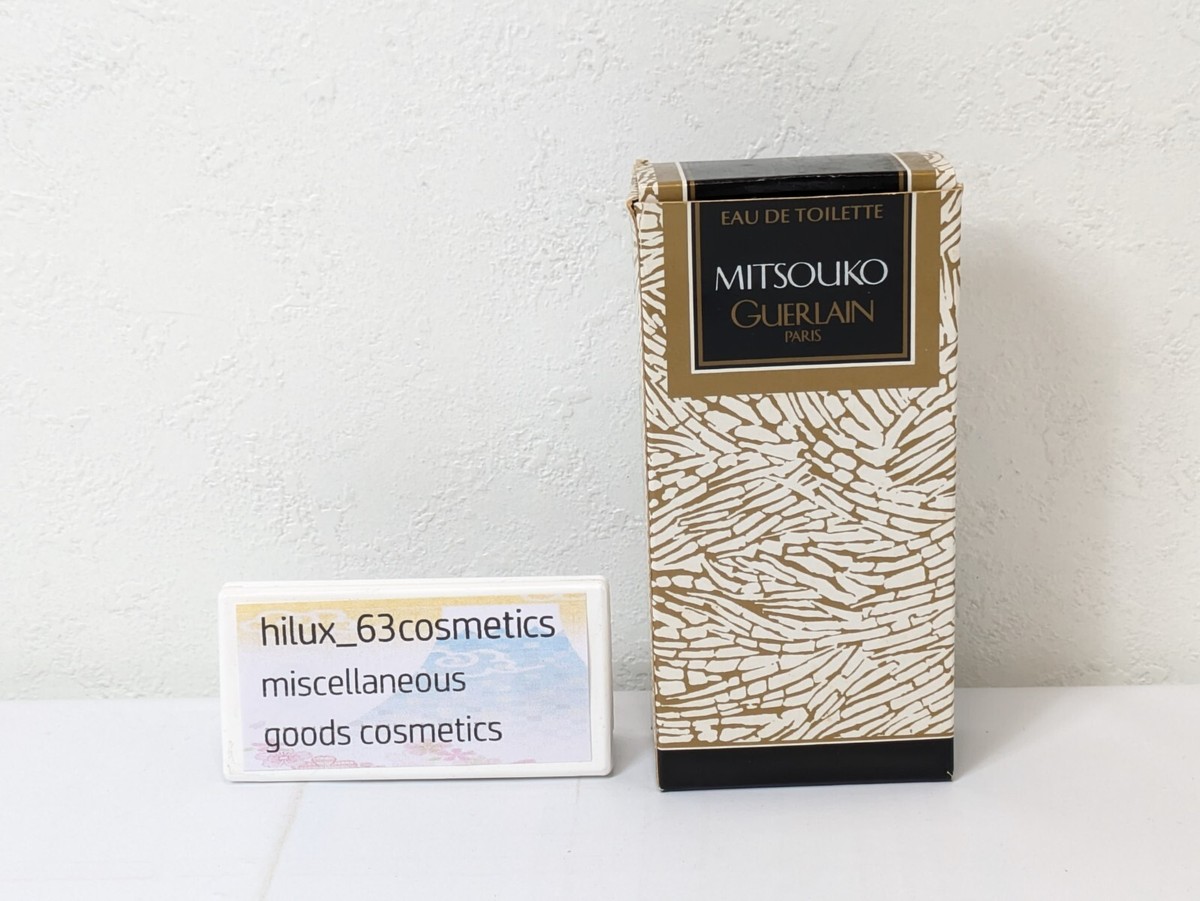 EAU DE TOILETTE
MITSOUKO
GUERLAIN
PARIS
hilux_63cosmetics
miscellaneous
goods cosmetics